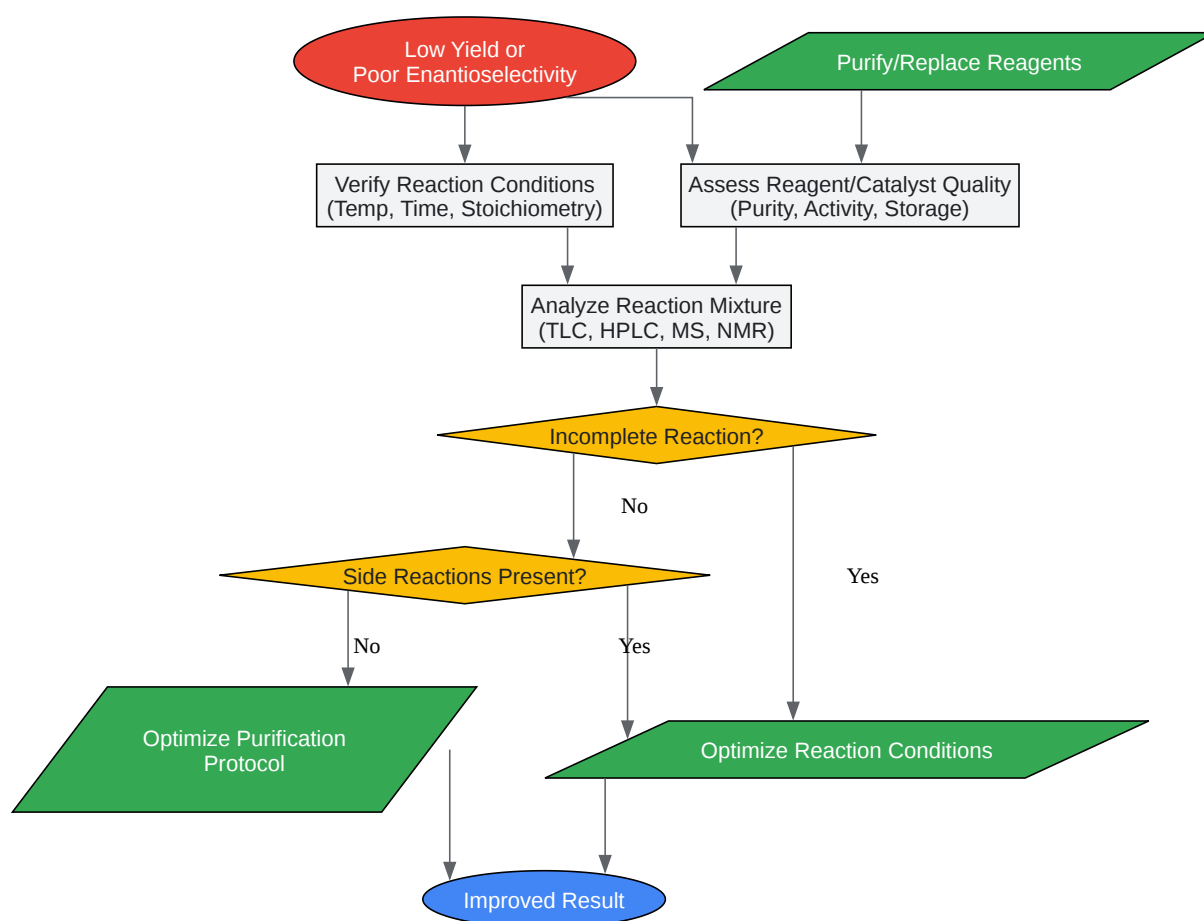 Low Yield or
Poor Enantioselectivity
Purify/Replace Reagents
Verify Reaction Conditions
(Temp, Time, Stoichiometry)
Assess Reagent/Catalyst Quality
(Purity, Activity, Storage)
Analyze Reaction Mixture
(TLC, HPLC, MS, NMR)
Incomplete Reaction?
No
Side Reactions Present?
Yes
No
Yes
Optimize Purification
Protocol
Optimize Reaction Conditions
Improved Result